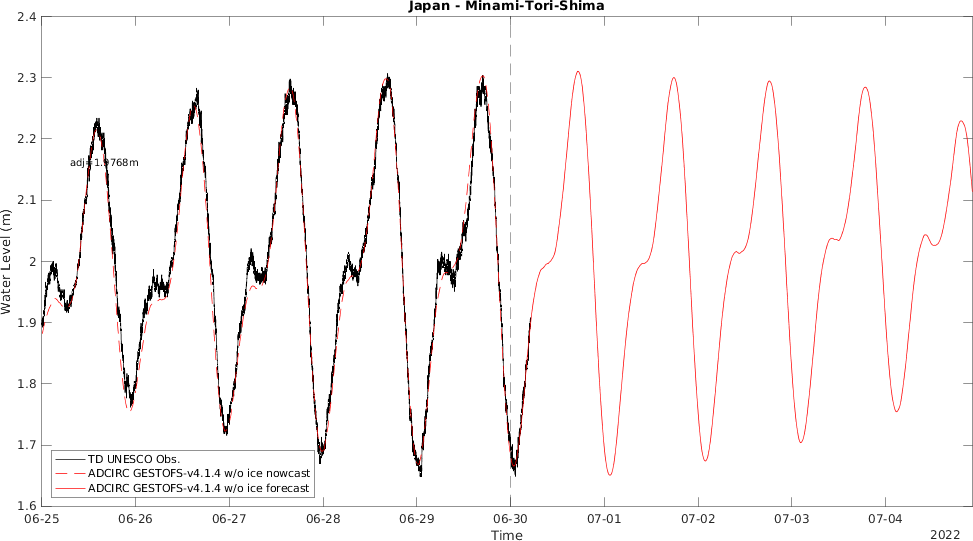 Japan - Minami-Tori-Shima
2.4
2.3
2.2
adj=1.9768m
2.1
2
1.9
1.8
1.7
1.6
Water Level (m)
TD UNESCO Obs.
ADCIRC GESTOFS-v4.1.4 w/o ice nowcast
ADCIRC GESTOFS-v4.1.4 w/o ice forecast
06-25 06-26 06-27 06-28 06-29 06-30 07-01 07-02 07-03 07-04
Time
2022